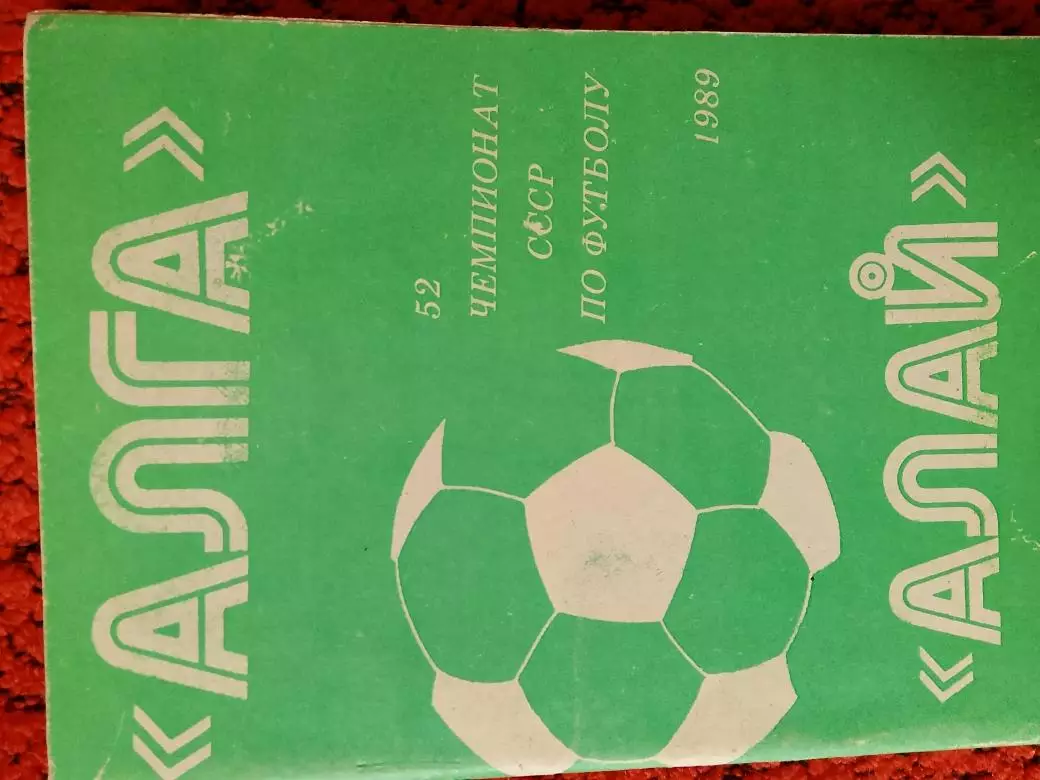 «АЛГА»
52
ЧЕМПИОНАТ
СССР
ПО ФУТБОЛУ
1989
«АЛАЙ»